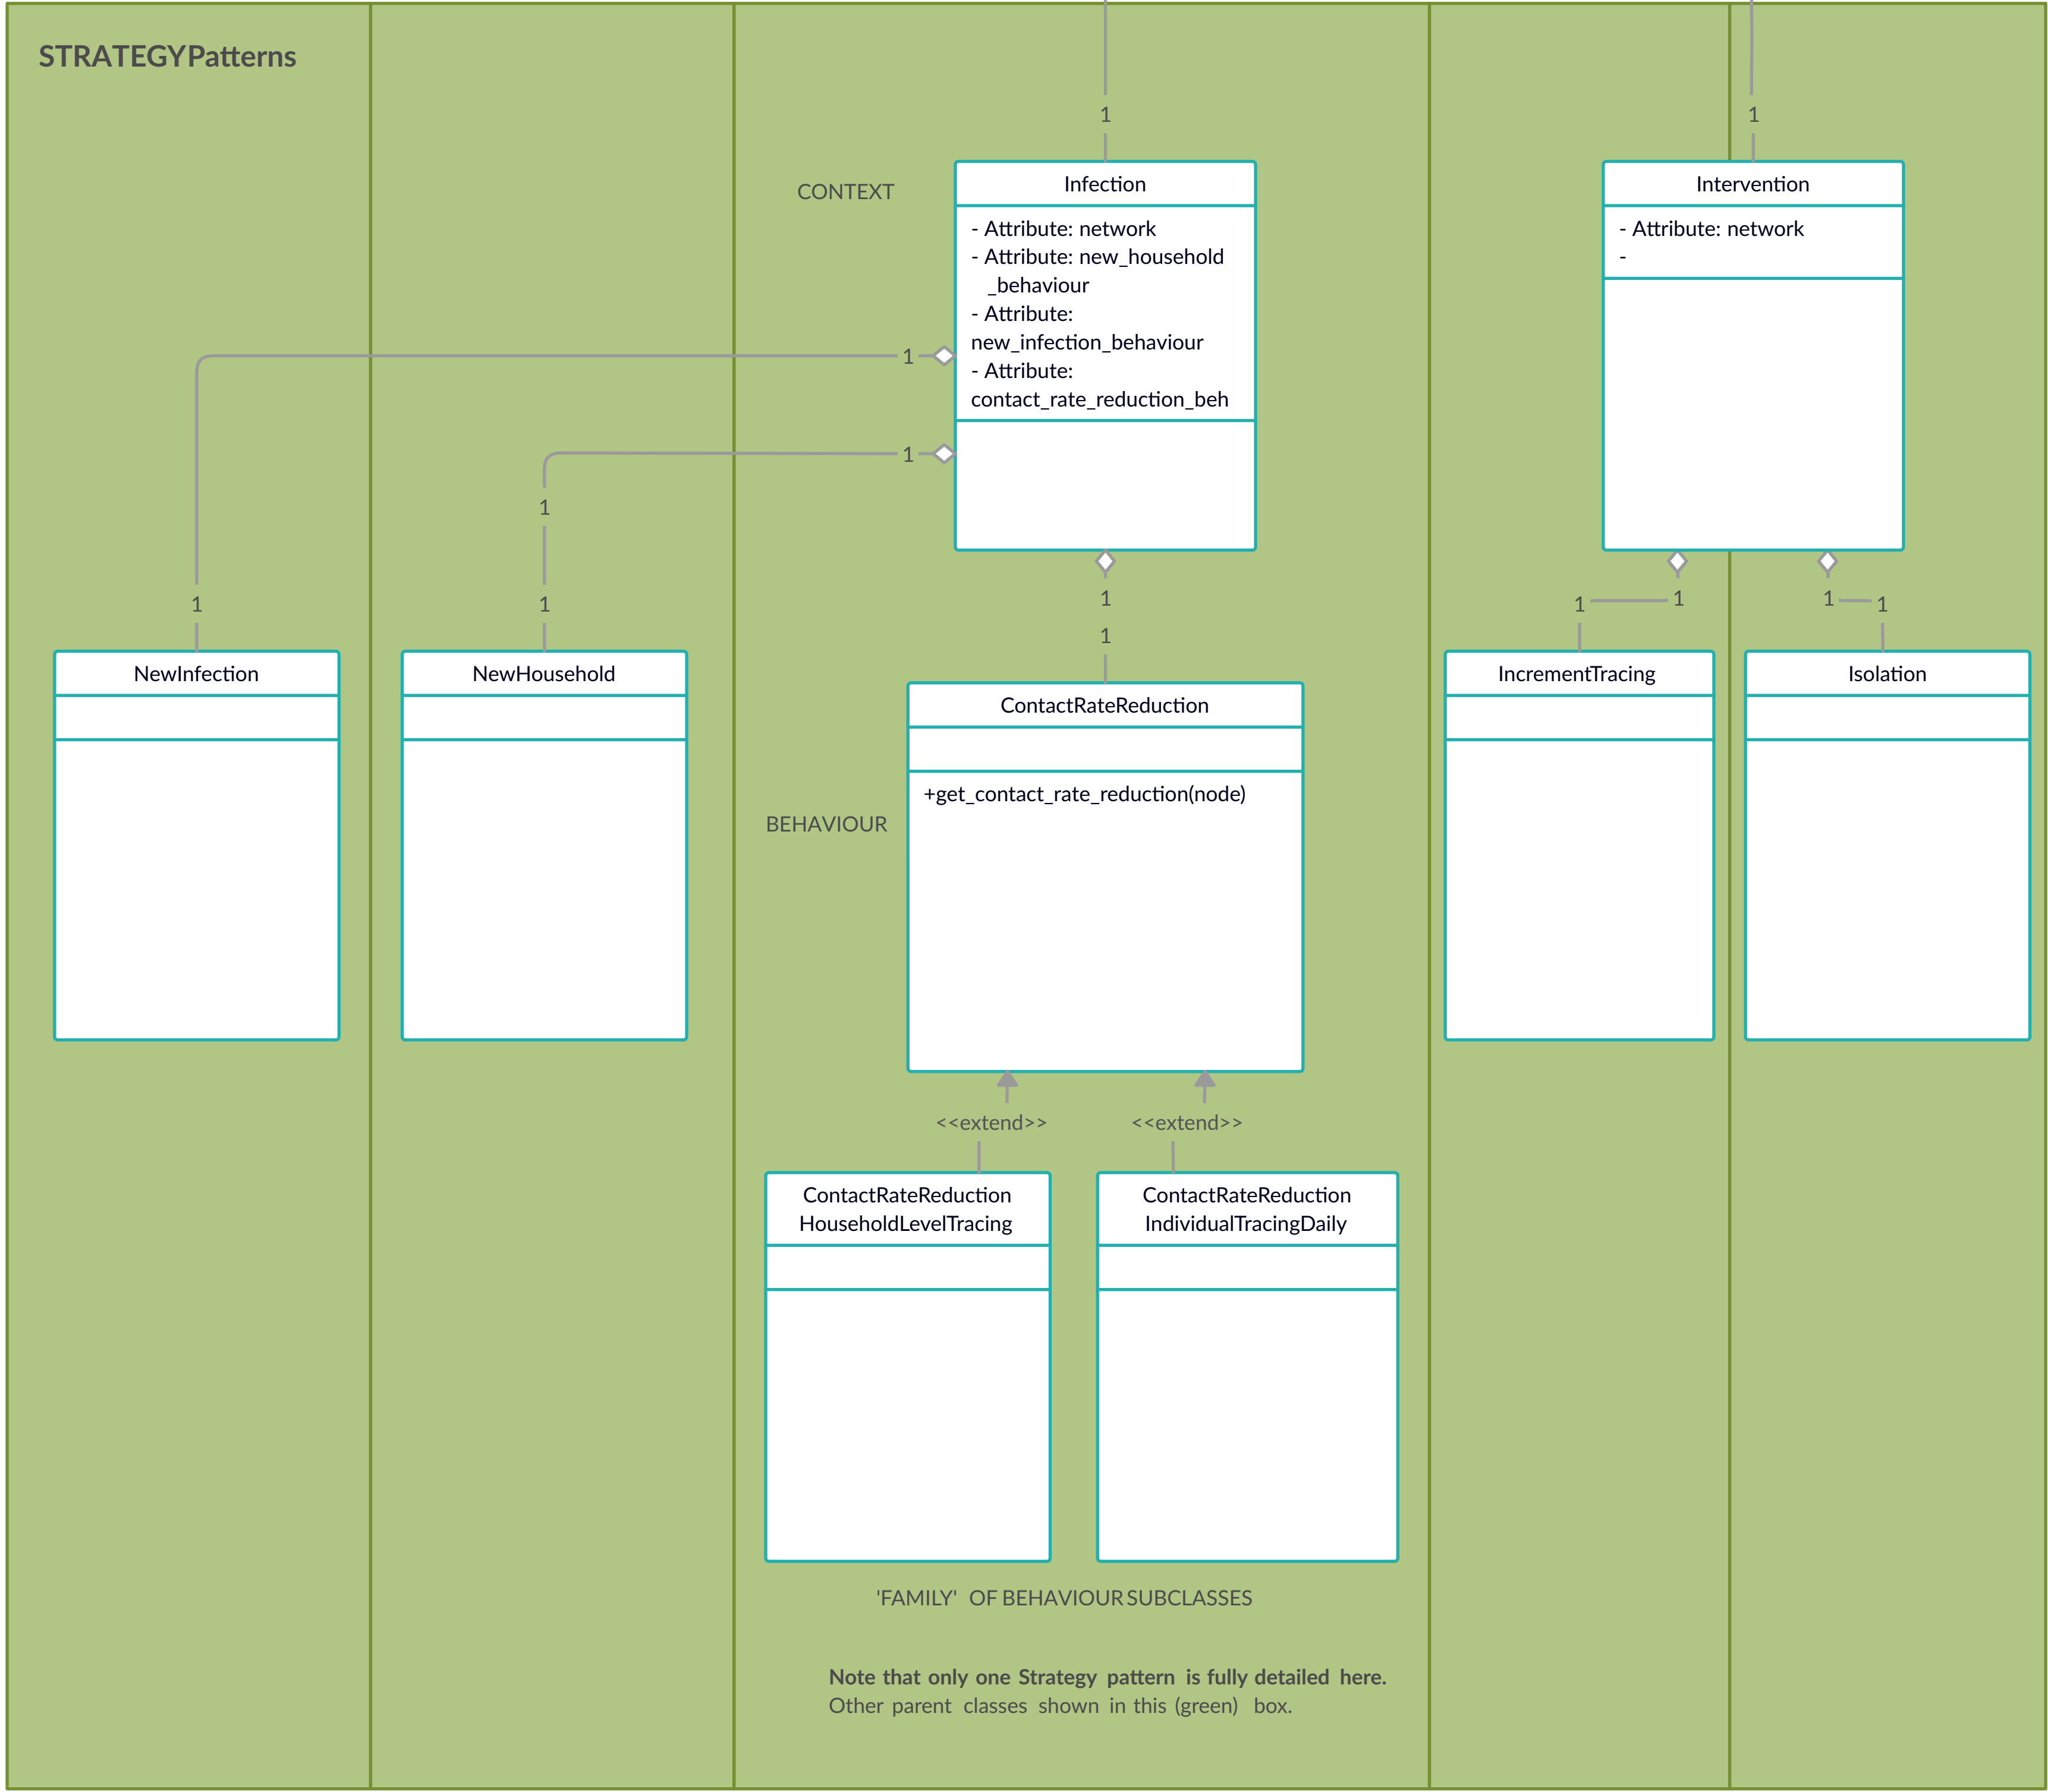 STRATEGYPatterns
1
1
CONTEXT
Infection
- Attribute: network
- Attribute: new_household
_behaviour
- Attribute:
new_infection_behaviour
- Attribute:
contact_rate_reduction_beh
Intervention
- Attribute: network
-
1
1
1
1
1
1
1
1
1
1
1
1
NewInfection
NewHousehold
ContactRateReduction
+get_contact_rate_reduction(node)
BEHAVIOUR
IncrementTracing
Isolation
<<extend>>
<<extend>>
ContactRateReduction
HouseholdLevelTracing
ContactRateReduction
IndividualTracingDaily
'FAMILY' OF BEHAVIOUR SUBCLASSES
Note that only one Strategy pattern is fully detailed here.
Other parent classes shown in this (green) box.